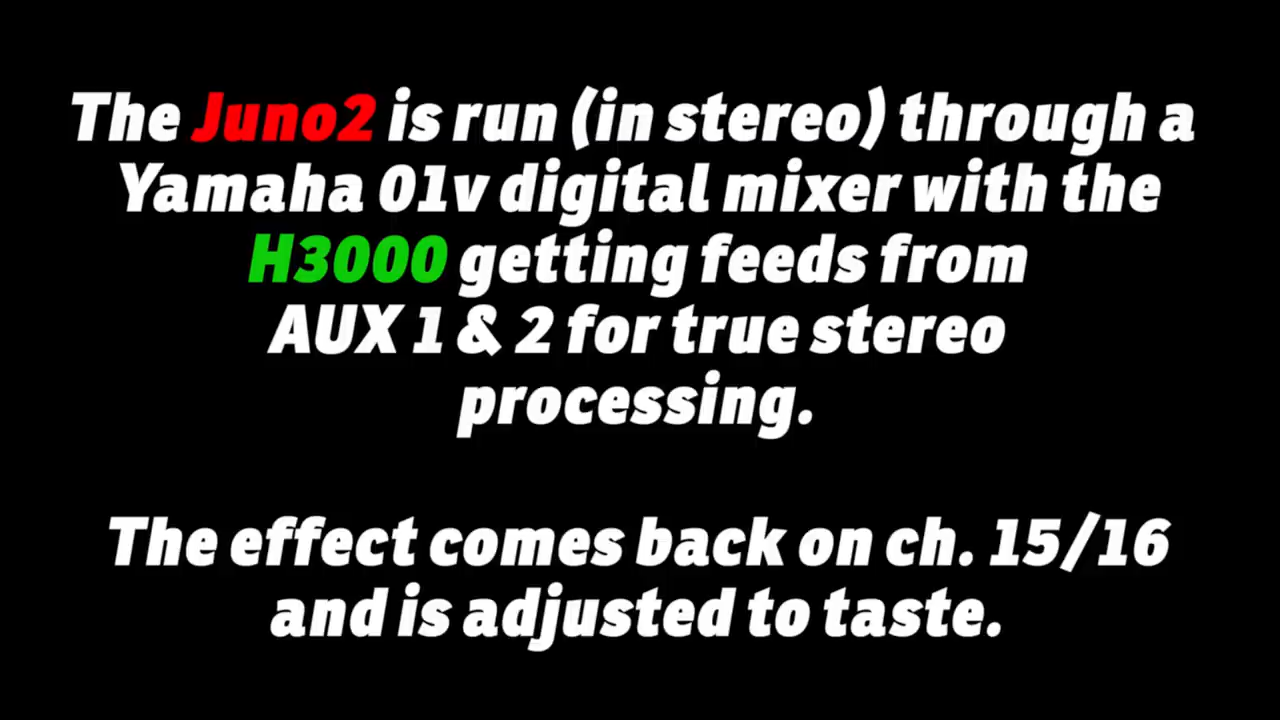 The Juno2 is run (in stereo) through a
Yamaha 01v digital mixer with the
H3000 getting feeds from
AUX 1 & 2 for true stereo
processing.
The effect comes back on ch. 15/16
and is adjusted to taste.